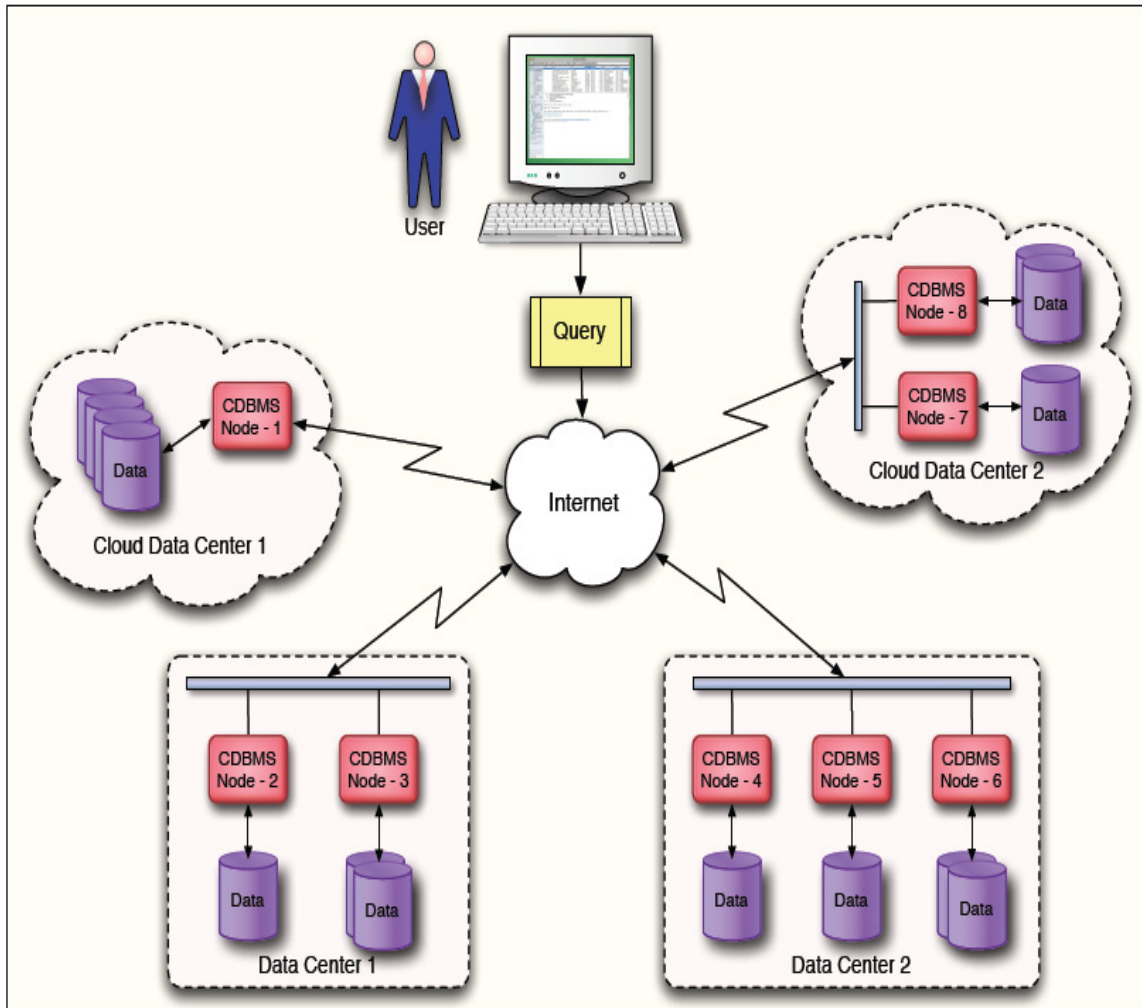 User
Query
Internet
CDBMS
Node - 1
Data
Cloud Data Center 1
CDBMS
Node - 8
Data
CDBMS
Node - 7
Data
Cloud Data Center 2
CDBMS
Node - 2
CDBMS
Node - 3
Data
Data
Data Center 1
CDBMS
Node - 4
CDBMS
Node - 5
CDBMS
Node - 6
Data
Data
Data
Data Center 2